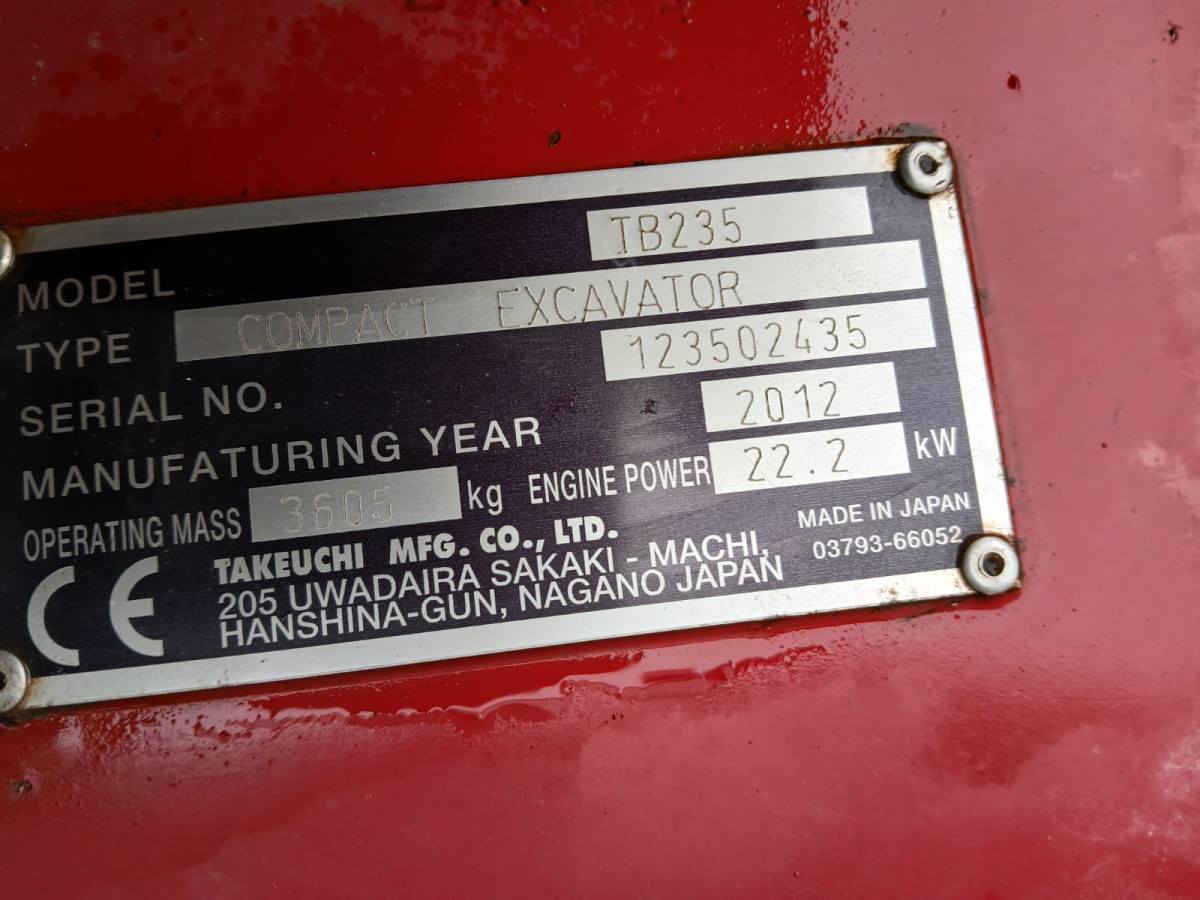 MODEL TB235
TYPE COMPACT EXCAVATOR
SERIAL NO. 123502435
MANUFATURING YEAR 2012
OPERATING MASS 3605 kg ENGINE POWER 22.2 kW
CE
TAKEUCHI MFG. CO., LTD.
205 UWADAIRA SAKAKI - MACHI,
HANSHINA-GUN, NAGANO JAPAN
MADE IN JAPAN
03793-66052